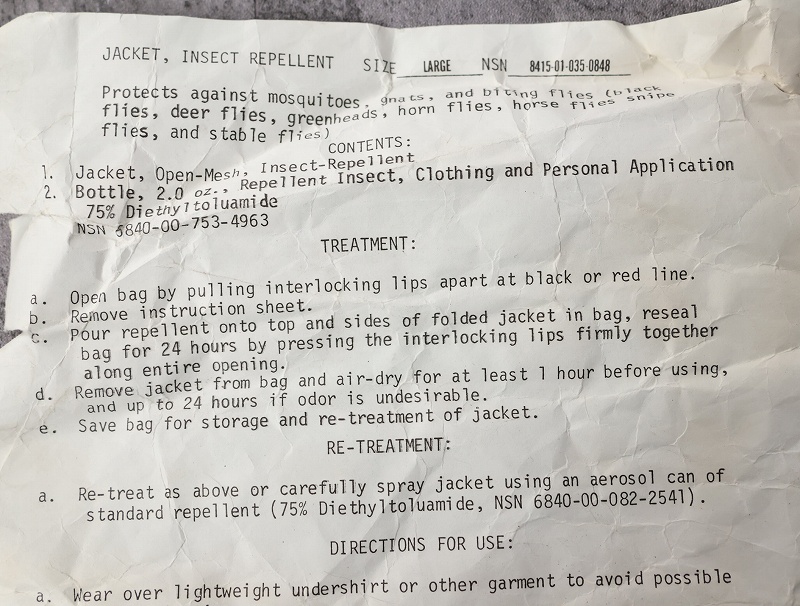 JACKET, INSECT REPELLENT SIZE LARGE NSN 8415-01-035-0848
Protects against mosquitoes, gnats, and biting flies (black
flies, deer flies, greenheads, horn flies, horse flies snipe
flies, and stable flies)
CONTENTS:
1. Jacket, Open-Mesh, Insect-Repellent
2. Bottle, 2.0 oz., Repellent Insect, Clothing and Personal Application
75% Diethyltoluamide
NSN 6840-00-753-4963
TREATMENT:
a. Open bag by pulling interlocking lips apart at black or red line.
b. Remove instruction sheet.
c. Pour repellent onto top and sides of folded jacket in bag, reseal
bag for 24 hours by pressing the interlocking lips firmly together
along entire opening.
d. Remove jacket from bag and air-dry for at least 1 hour before using,
and up to 24 hours if odor is undesirable.
e. Save bag for storage and re-treatment of jacket.
RE-TREATMENT:
a. Re-treat as above or carefully spray jacket using an aerosol can of
standard repellent (75% Diethyltoluamide, NSN 6840-00-082-2541).
DIRECTIONS FOR USE:
a. Wear over lightweight undershirt or other garment to avoid possible